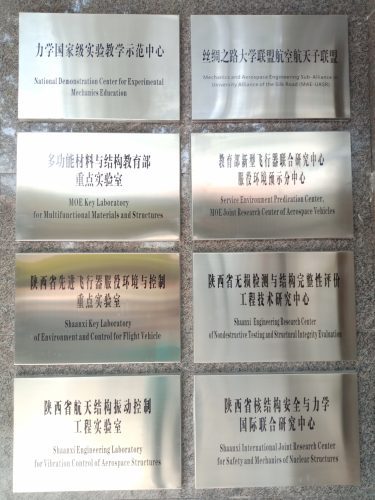 力学国家级实验教学示范中心
National Demonstration Center for Experimental
Mechanics Education
丝绸之路大学联盟航空航天子联盟
Mechanics and Aerospace Engineering Sub-Alliance in
University Alliance of the Silk Road (MAE-UASR)
多功能材料与结构教育部
重点实验室
MOE Key Laboratory
for Multifunctional Materials and Structures
教育部新型飞行器联合研究中心
服役环境预示分中心
Service Environment Predication Center,
MOE Joint Research Center of Aerospace Vehicles
陕西省先进飞行器服役环境与控制
重点实验室
Shaanxi Key Laboratory
of Environment and Control for Flight Vehicle
陕西省无损检测与结构完整性评价
工程技术研究中心
Shaanxi Engineering Research Center
of Nondestructive Testing and Structural Integrity Evaluation
陕西省航天结构振动控制
工程实验室
Shaanxi Engineering Laboratory
for Vibration Control of Aerospace Structures
陕西省核结构安全与力学
国际联合研究中心
Shaanxi International Joint Research Center
for Safety and Mechanics of Nuclear Structures